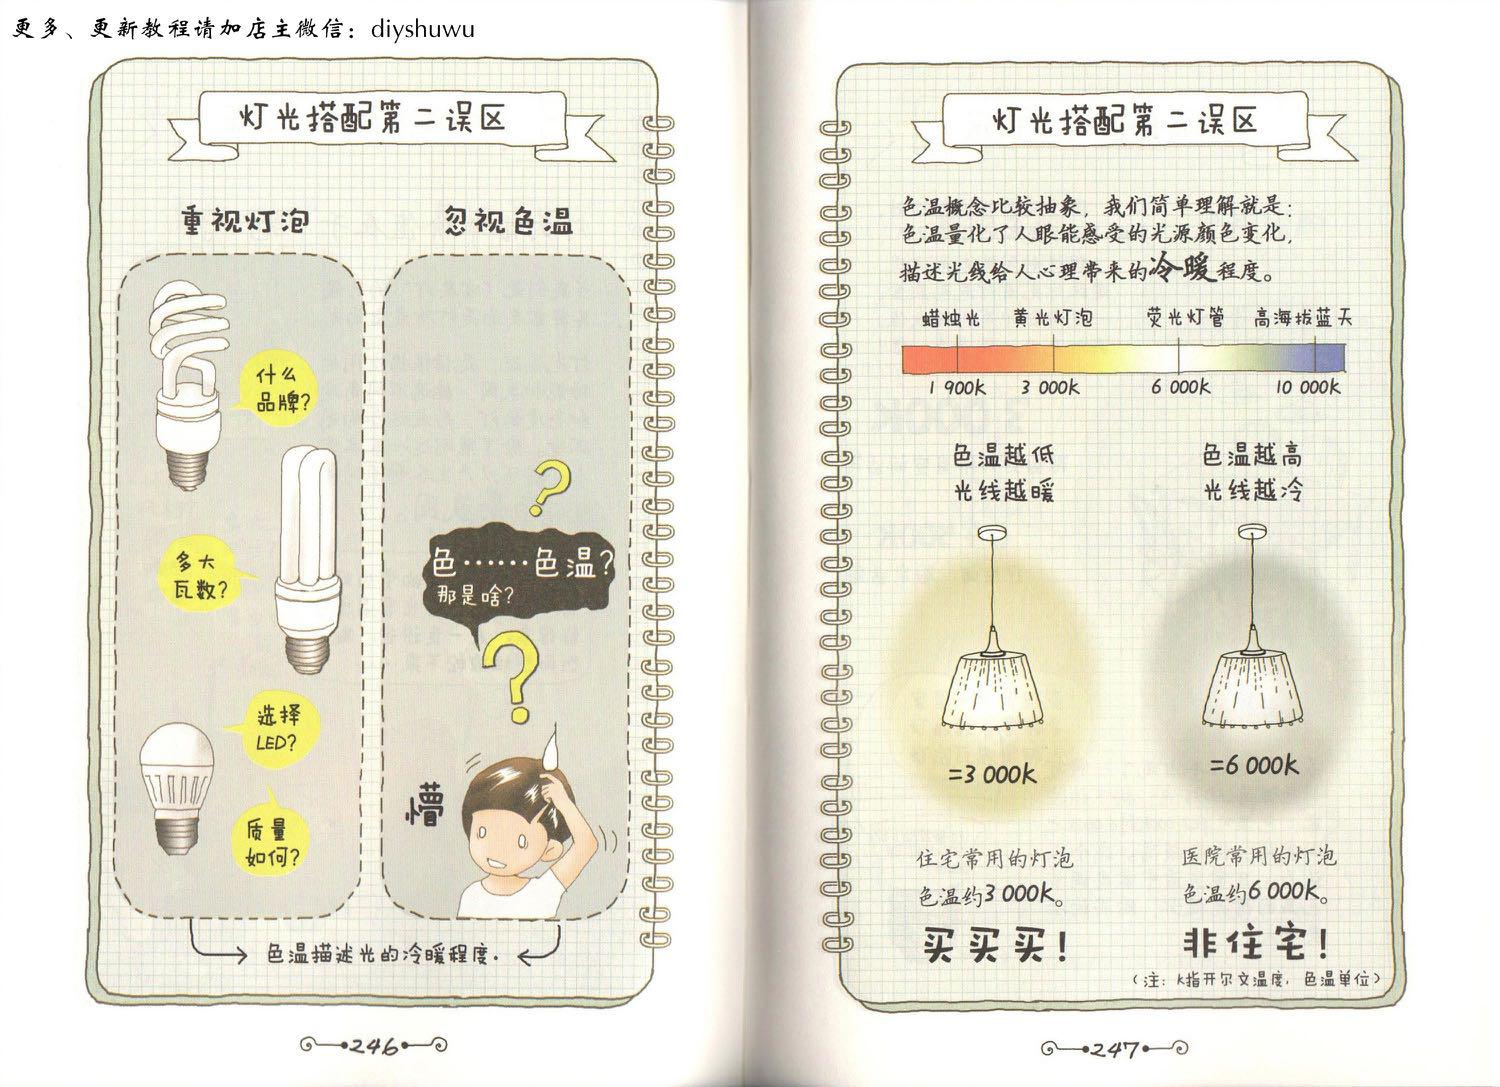 更多、更新教程请加店主微信：diyshuwu
灯光搭配第二误区
重视灯泡
忽视色温
什么
品牌?
多大
瓦数?
选择
LED?
质量
如何?
色······色温?
那是啥?
懵
色温描述光的冷暖程度.
246
灯光搭配第二误区
色温概念比较抽象，我们简单理解就是：
色温量化了人眼能感受的光源颜色变化，
描述光线给人心理带来的冷暖程度。
蜡烛光 黄光灯泡 荧光灯管 高海拔蓝天
1 900K 3 000K 6 000K 10 000K
色温越低
光线越暖
=3 000K
住宅常用的灯泡
色温约3 000K。
买买买!
色温越高
光线越冷
=6 000K
医院常用的灯泡
色温约6 000K。
非住宅!
（注：K指开尔文温度，色温单位）
247